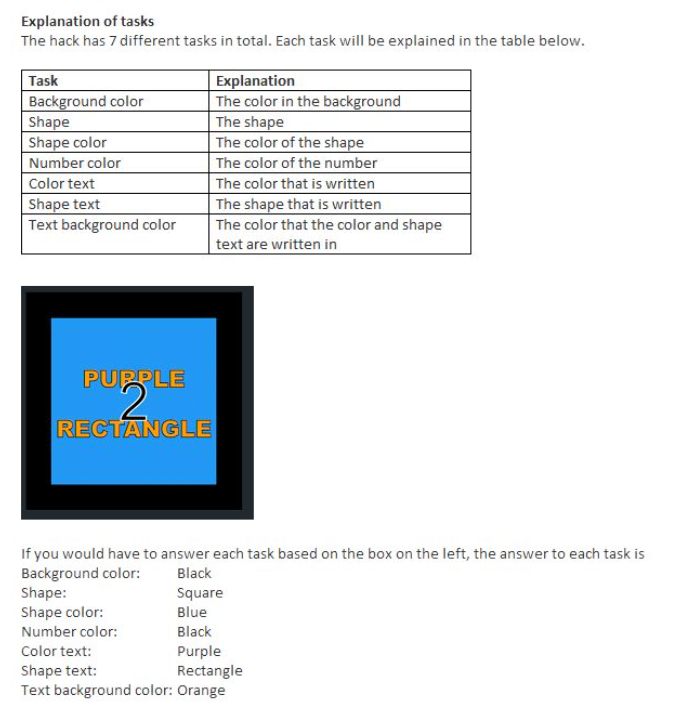 Explanation of tasks
The hack has 7 different tasks in total. Each task will be explained in the table below.
Task Explanation
Background color The color in the background
Shape The shape
Shape color The color of the shape
Number color The color of the number
Color text The color that is written
Shape text The shape that is written
Text background color The color that the color and shape
text are written in
PURPLE
2
RECTANGLE
If you would have to answer each task based on the box on the left, the answer to each task is
Background color: Black
Shape: Square
Shape color: Blue
Number color: Black
Color text: Purple
Shape text: Rectangle
Text background color: Orange